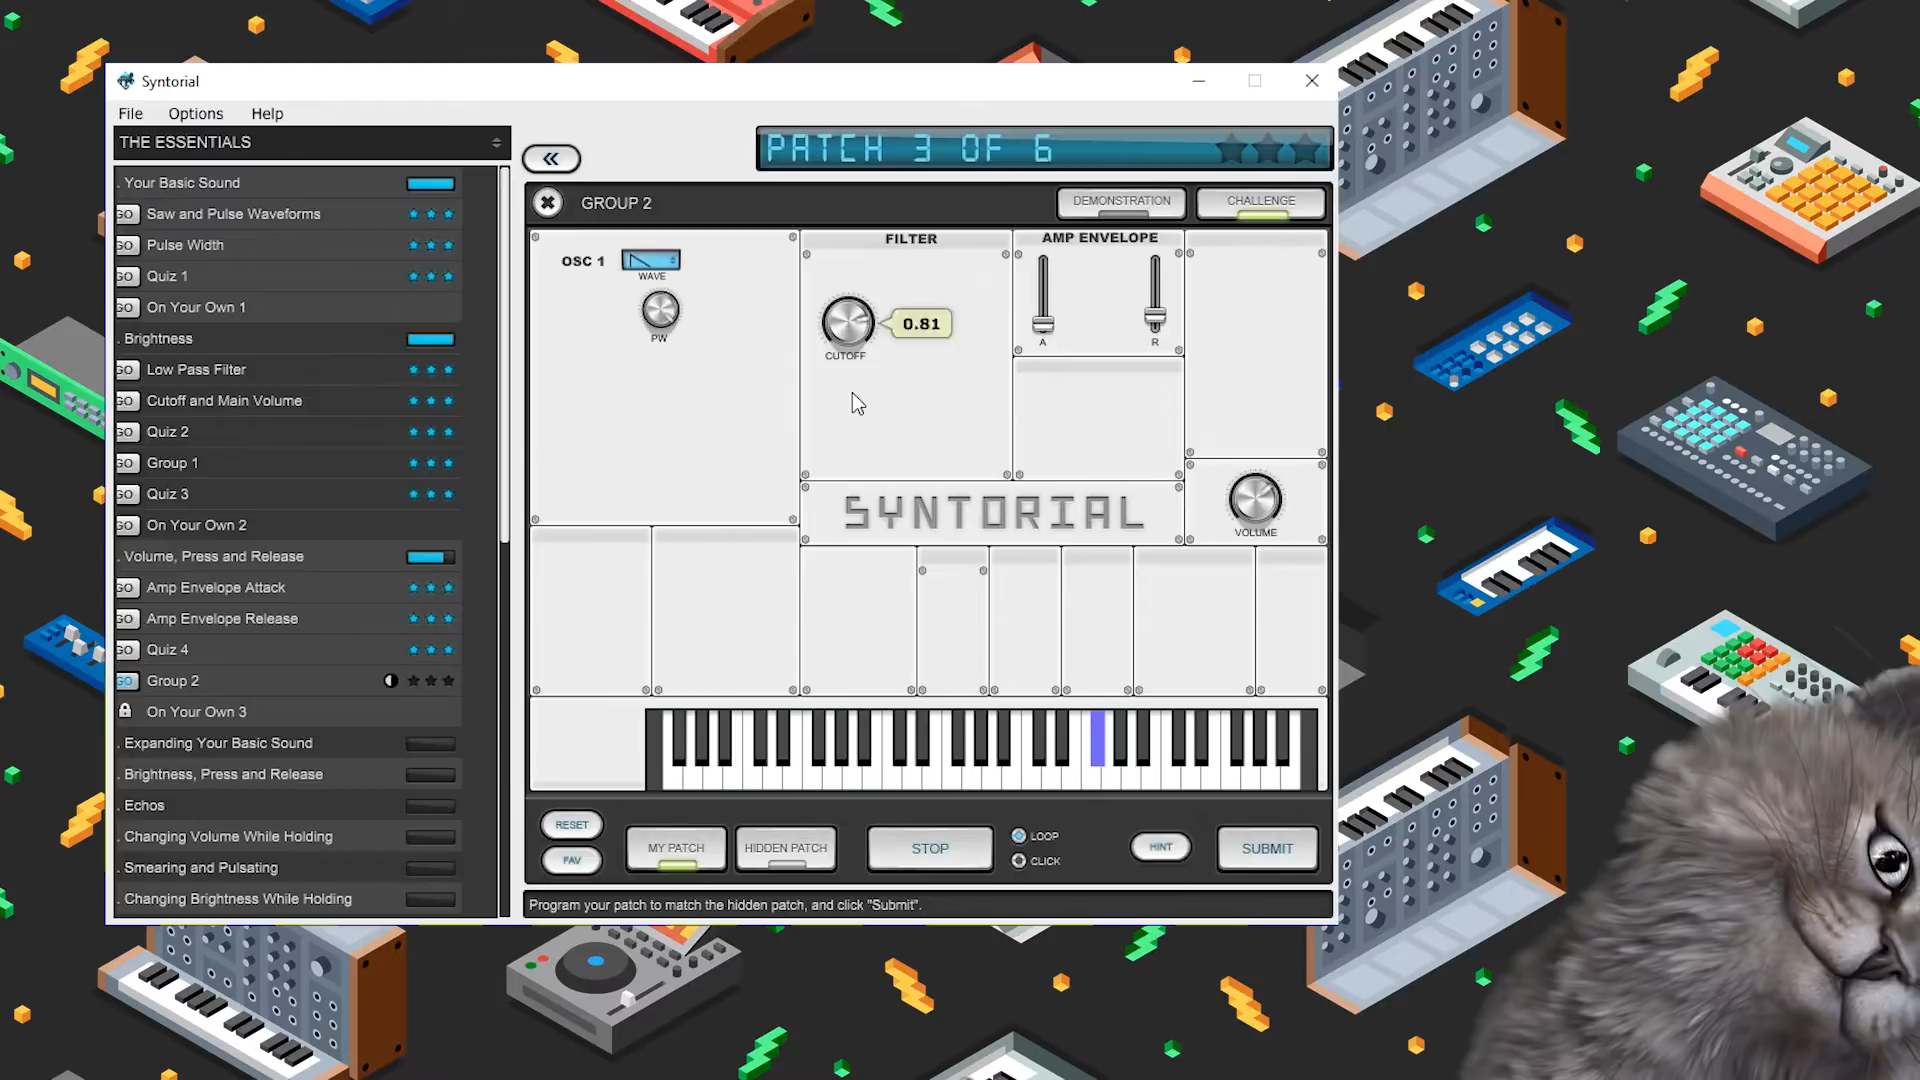 Syntorial
File Options Help
THE ESSENTIALS
PATCH 3 OF 6
. Your Basic Sound
GO Saw and Pulse Waveforms
GO Pulse Width
GO Quiz 1
GO On Your Own 1
. Brightness
GO Low Pass Filter
GO Cutoff and Main Volume
GO Quiz 2
GO Group 1
GO Quiz 3
GO On Your Own 2
. Volume, Press and Release
GO Amp Envelope Attack
GO Amp Envelope Release
GO Quiz 4
GO Group 2
On Your Own 3
. Expanding Your Basic Sound
. Brightness, Press and Release
. Echos
. Changing Volume While Holding
. Smearing and Pulsating
. Changing Brightness While Holding
GROUP 2
DEMONSTRATION
CHALLENGE
OSC 1
WAVE
PW
FILTER
0.81
CUTOFF
AMP ENVELOPE
A R
SYNTORIAL
VOLUME
RESET
FAV
MY PATCH
HIDDEN PATCH
STOP
LOOP
CLICK
HINT
SUBMIT
Program your patch to match the hidden patch, and click "Submit".